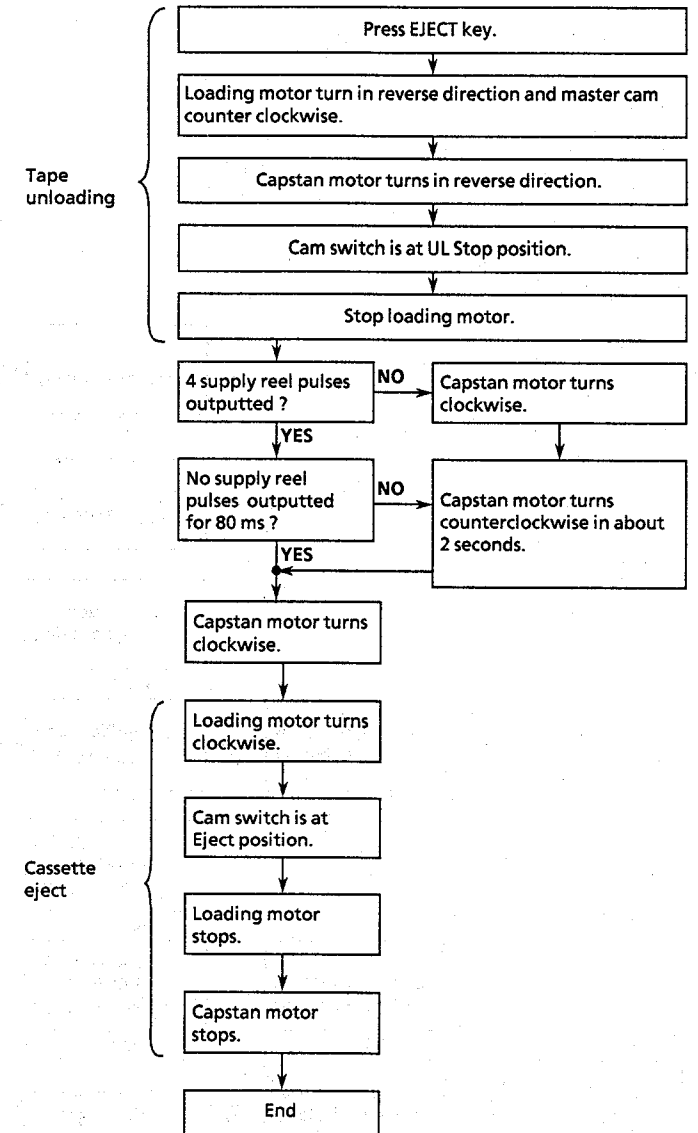 Press EJECT key.
Loading motor turn in reverse direction and master cam
counter clockwise.
Tape
unloading
Capstan motor turns in reverse direction.
Cam switch is at UL Stop position.
Stop loading motor.
4 supply reel pulses
outputted ?
NO
Capstan motor turns
clockwise.
YES
No supply reel
pulses outputted
for 80 ms ?
NO
Capstan motor turns
counterclockwise in about
2 seconds.
YES
Capstan motor turns
clockwise.
Loading motor turns
clockwise.
Cam switch is at
Eject position.
Cassette
eject
Loading motor
stops.
Capstan motor
stops.
End